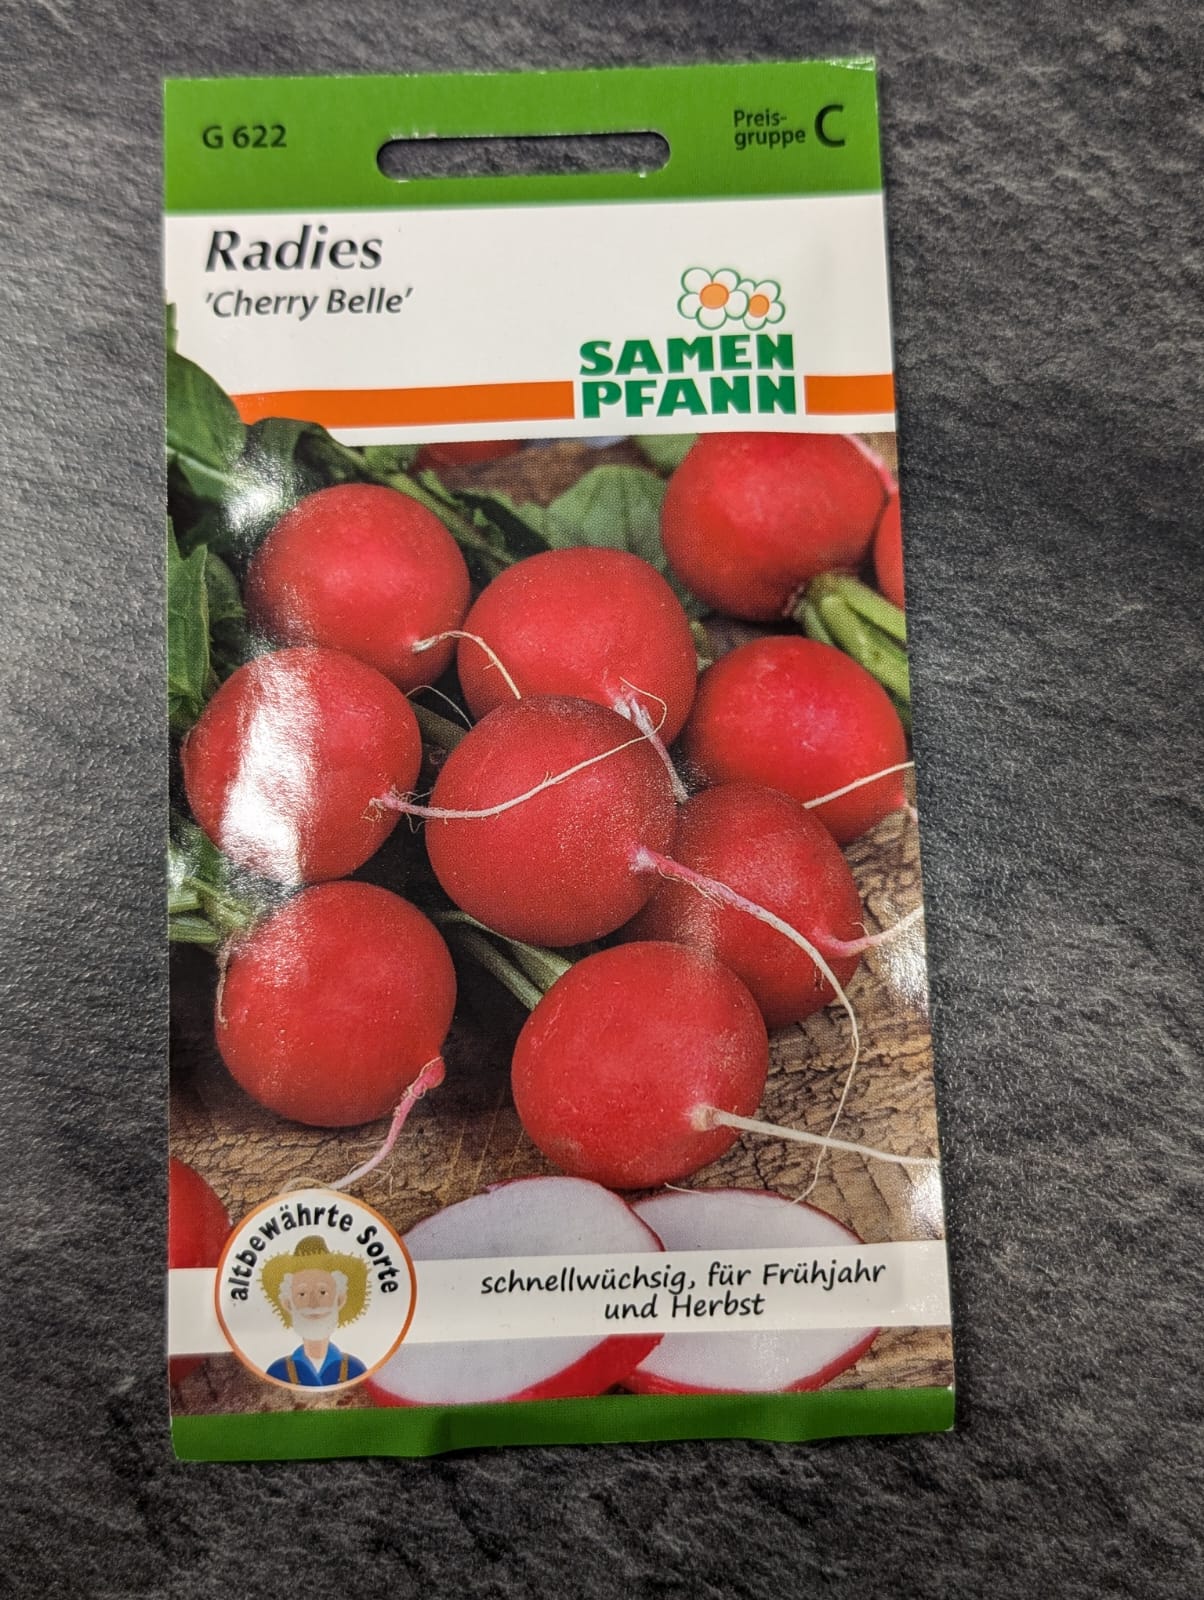 G 622
Preis-
gruppe C
Radies
'Cherry Belle'
SAMEN
PFANN
altbewährte Sorte
schnellwüchsig, für Frühjahr
und Herbst